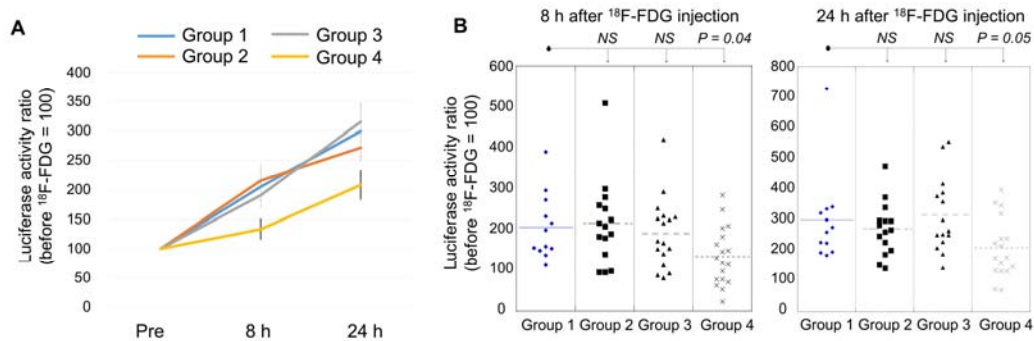 A
Group 1
Group 3
Group 2
Group 4
Luciferase activity ratio
(before ¹⁸F-FDG = 100)
400
350
300
250
200
150
100
50
0
Pre
8 h
24 h
B
8 h after ¹⁸F-FDG injection
NS
NS
P = 0.04
Luciferase activity ratio
(before ¹⁸F-FDG = 100)
600
500
400
300
200
100
0
Group 1
Group 2
Group 3
Group 4
24 h after ¹⁸F-FDG injection
NS
NS
P = 0.05
800
700
600
500
400
300
200
100
0
Group 1
Group 2
Group 3
Group 4